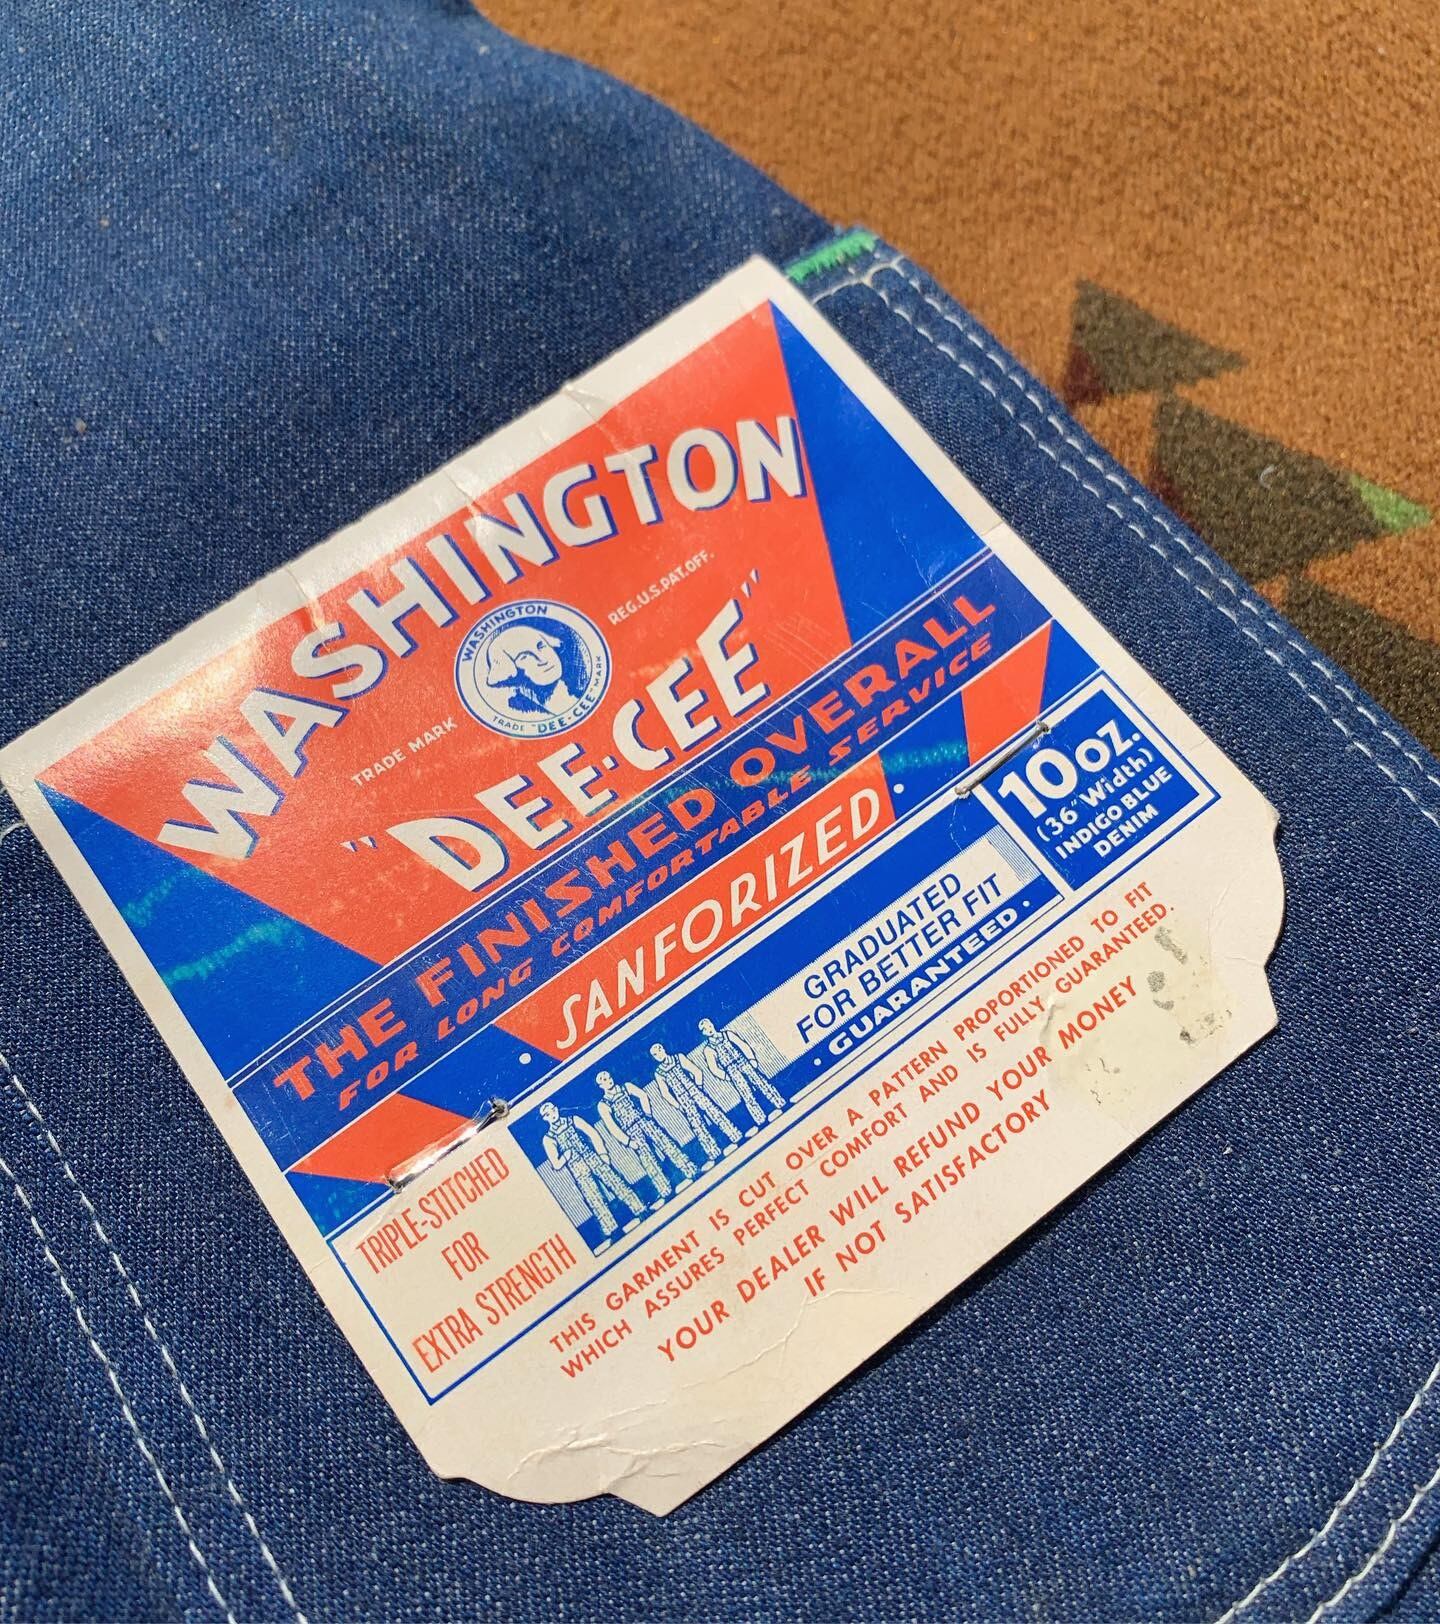 WASHINGTON
TRADE MARK
WASHINGTON
TRADE "DEE-CEE" MARK
REG.U.S.PAT.OFF.
"DEE-CEE"
THE FINISHED OVERALL
FOR LONG COMFORTABLE SERVICE
• SANFORIZED •
10 OZ.
(36" Width)
INDIGO BLUE
DENIM
GRADUATED
FOR BETTER FIT
• GUARANTEED •
TRIPLE-STITCHED
FOR
EXTRA STRENGTH
THIS GARMENT IS CUT OVER A PATTERN PROPORTIONED TO FIT
WHICH ASSURES PERFECT COMFORT AND IS FULLY GUARANTEED.
YOUR DEALER WILL REFUND YOUR MONEY
IF NOT SATISFACTORY